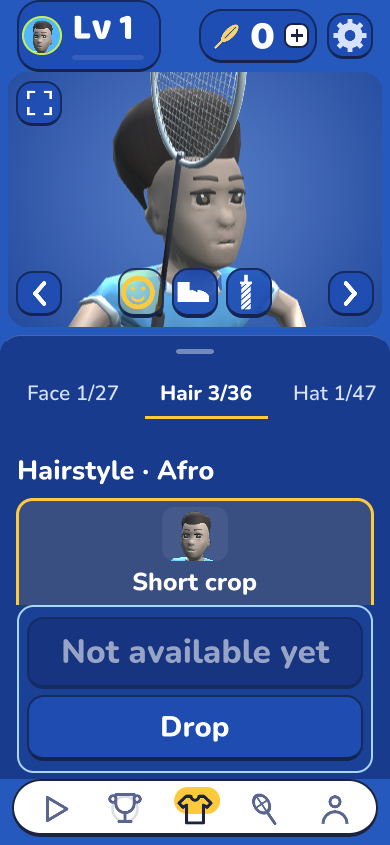 Lv 1
0
Face 1/27
Hair 3/36
Hat 1/47
Hairstyle · Afro
Short crop
Not available yet
Drop